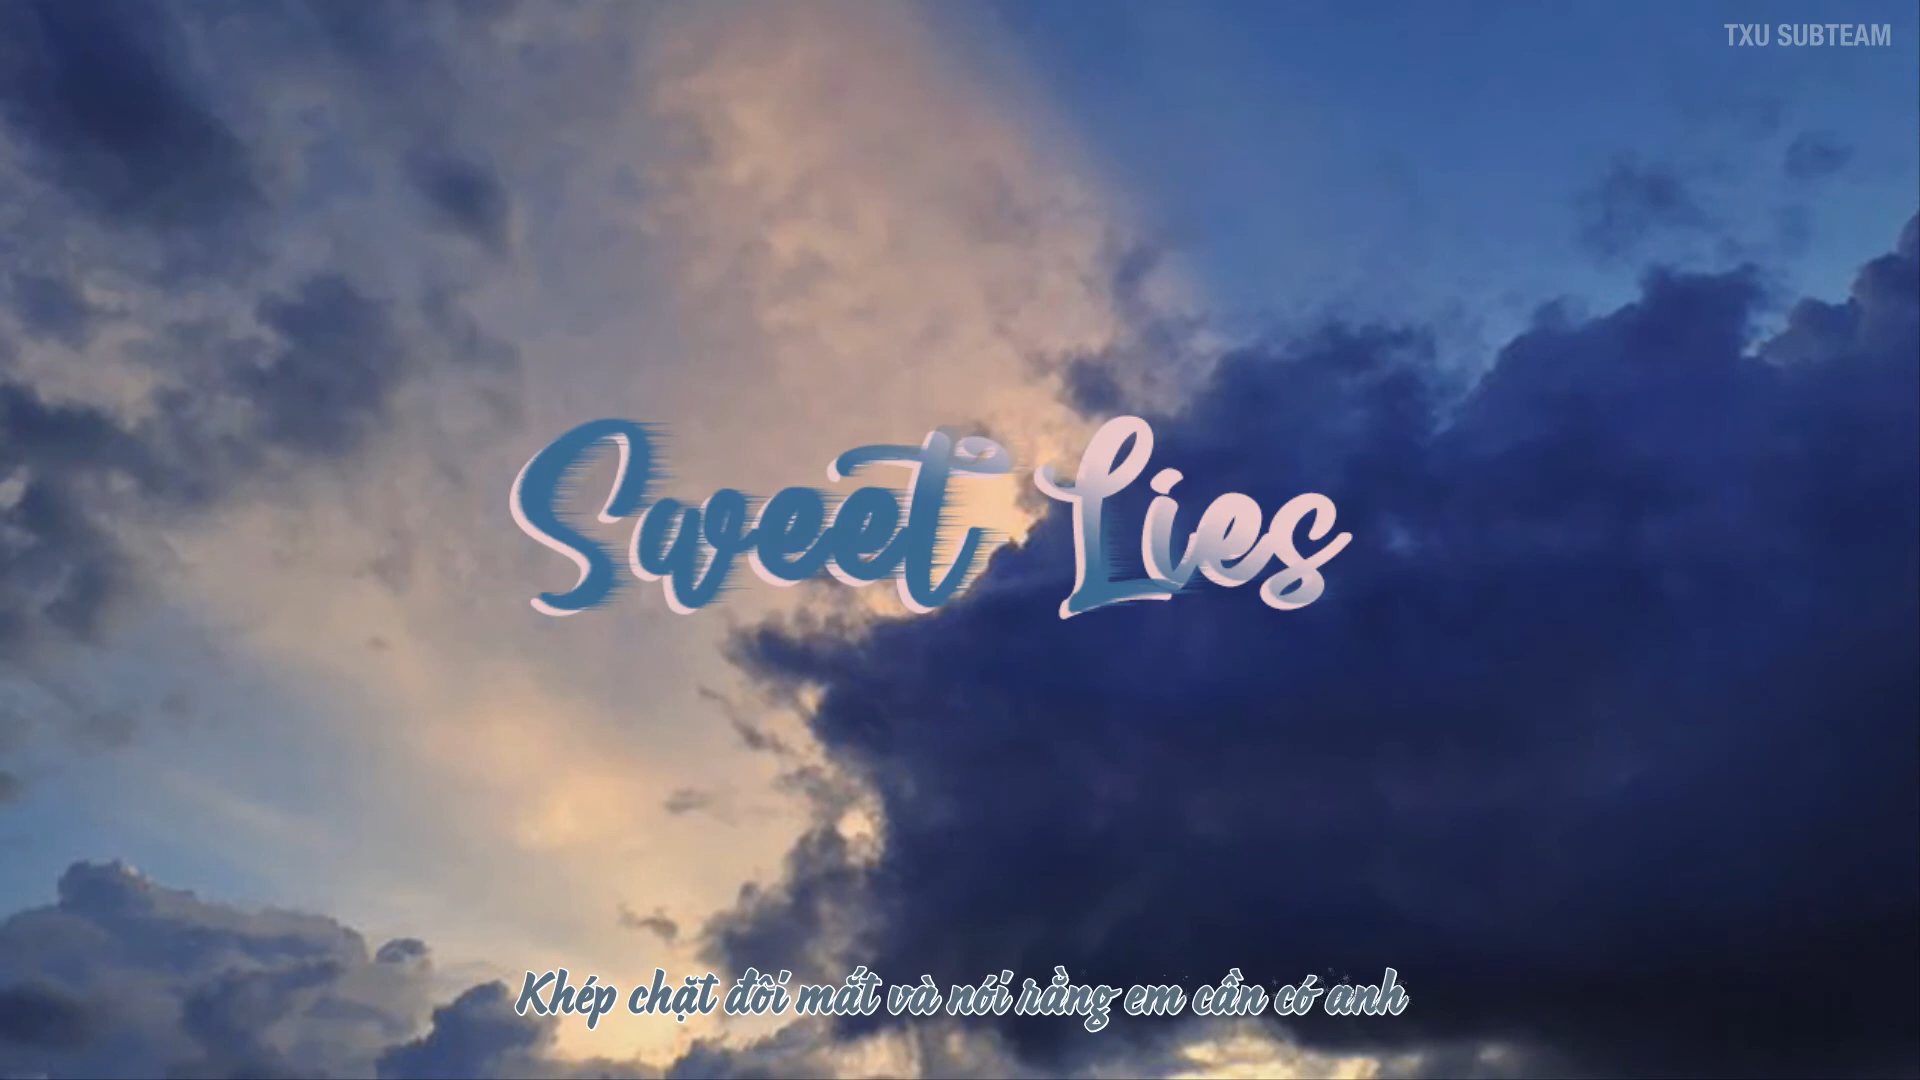 TXU SUBTEAM
Sweet Lies
Khép chặt đôi mắt và nói rằng em cần có anh